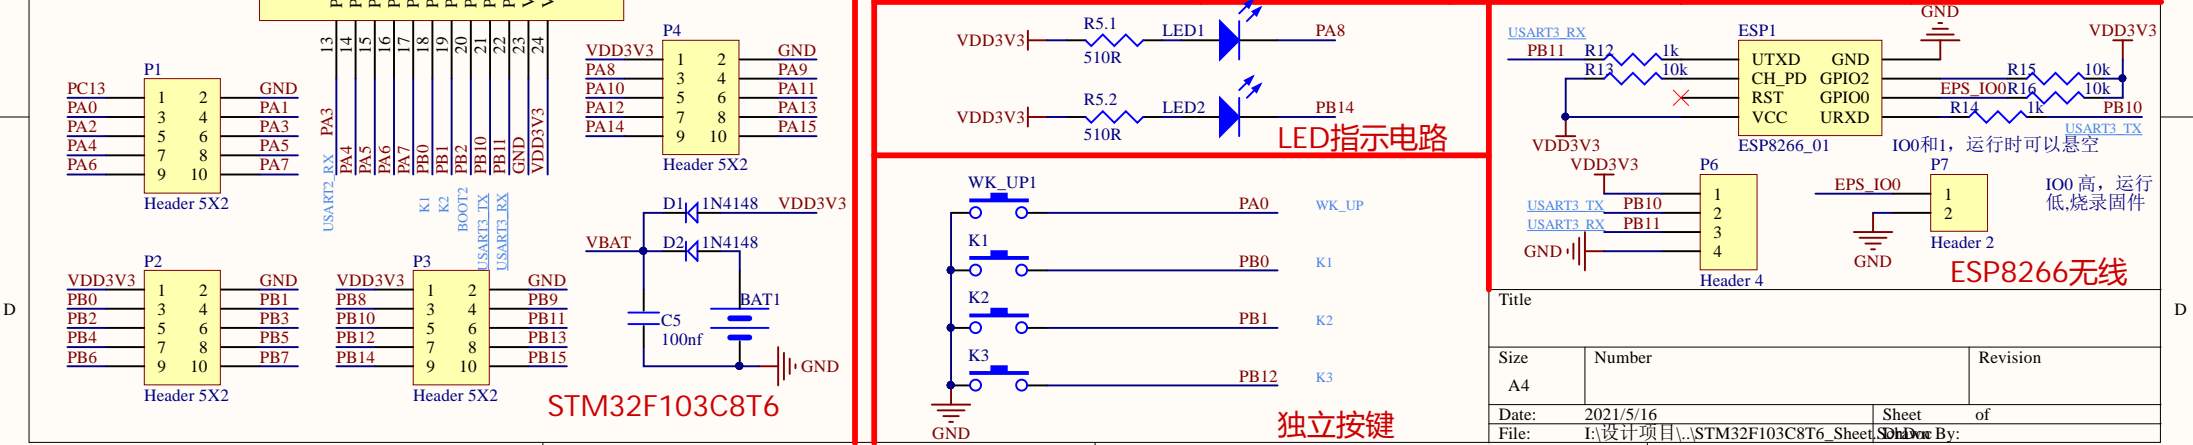 13
14
15
16
17
18
19
20
21
22
23
24
PA3
PA4
PA5
PA6
PA7
PB0
PB1
PB2
PB10
PB11
GND
VDD3V3
USART2_RX
K1
K2
BOOT2
USART3_TX
USART3_RX
P1
PC13 1 2 GND
PA0 3 4 PA1
PA2 5 6 PA3
PA4 7 8 PA5
PA6 9 10 PA7
Header 5X2
P2
VDD3V3 1 2 GND
PB0 3 4 PB1
PB2 5 6 PB3
PB4 7 8 PB5
PB6 9 10 PB7
Header 5X2
P3
VDD3V3 1 2 GND
PB8 3 4 PB9
PB10 5 6 PB11
PB12 7 8 PB13
PB14 9 10 PB15
Header 5X2
P4
VDD3V3 1 2 GND
PA8 3 4 PA9
PA10 5 6 PA11
PA12 7 8 PA13
PA14 9 10 PA15
Header 5X2
D1 1N4148 VDD3V3
VBAT D2 1N4148
BAT1
C5
100nf
GND
STM32F103C8T6
R5.1 LED1
VDD3V3 PA8
510R
R5.2 LED2
VDD3V3 PB14
510R
LED指示电路
WK_UP1
PA0 WK_UP
K1
PB0 K1
K2
PB1 K2
K3
PB12 K3
GND
独立按键
USART3_RX
PB11 R12 1k
R13 10k
ESP1
UTXD GND
CH_PD GPIO2
RST GPIO0
VCC URXD
ESP8266_01
GND
VDD3V3
R15 10k
EPS_IO0 R16 10k
R14 1k PB10
USART3_TX
VDD3V3
IO0和1，运行时可以悬空
VDD3V3
P6
1
USART3_TX PB10 2
USART3_RX PB11 3
GND 4
Header 4
P7
EPS_IO0 1
2
Header 2
GND
IO0 高，运行
低,烧录固件
ESP8266无线
Title
Size Number Revision
A4
Date: 2021/5/16 Sheet of
File: I:\设计项目\..\STM32F103C8T6_Sheet.SchDoc Drawn By:
D
D